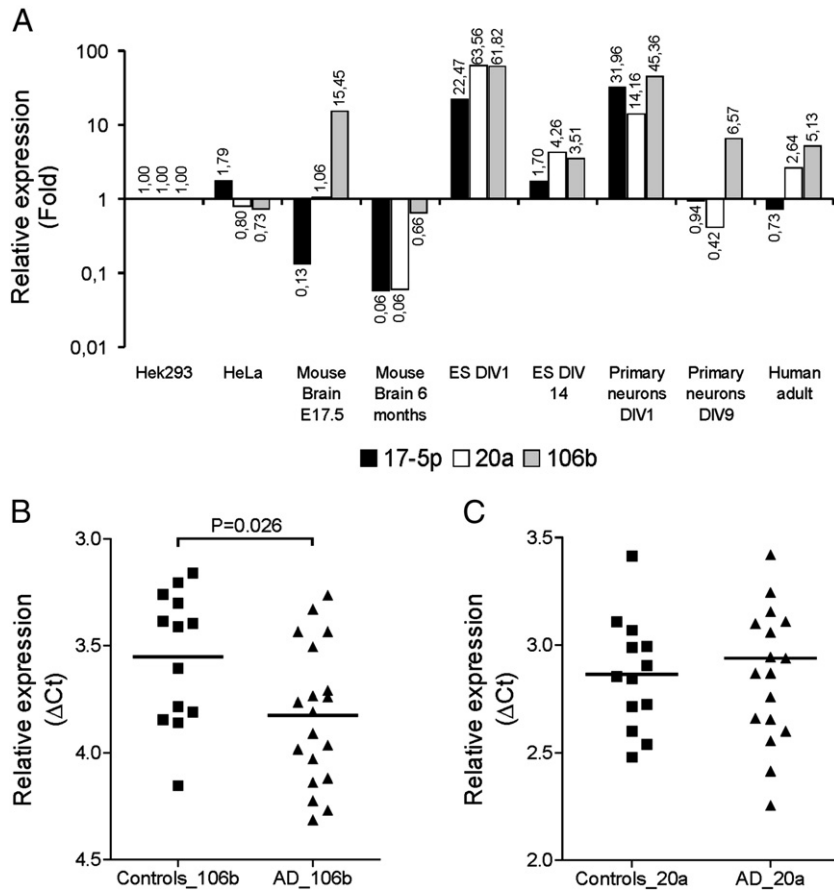 A
Relative expression
(Fold)
100
10
1
0,1
0,01
1,00
1,00
1,00
1,79
0,80
0,73
0,13
1,06
15,45
0,06
0,06
0,66
22,47
63,56
61,82
1,70
4,26
3,51
31,96
14,16
45,36
0,94
0,42
6,57
0,73
2,64
5,13
Hek293
HeLa
Mouse
Brain
E17.5
Mouse
Brain 6
months
ES DIV1
ES DIV
14
Primary
neurons
DIV1
Primary
neurons
DIV9
Human
adult
17-5p
20a
106b
B
P=0.026
Relative expression
(ΔCt)
3.0
3.5
4.0
4.5
Controls_106b
AD_106b
C
Relative expression
(ΔCt)
3.5
3.0
2.5
2.0
Controls_20a
AD_20a